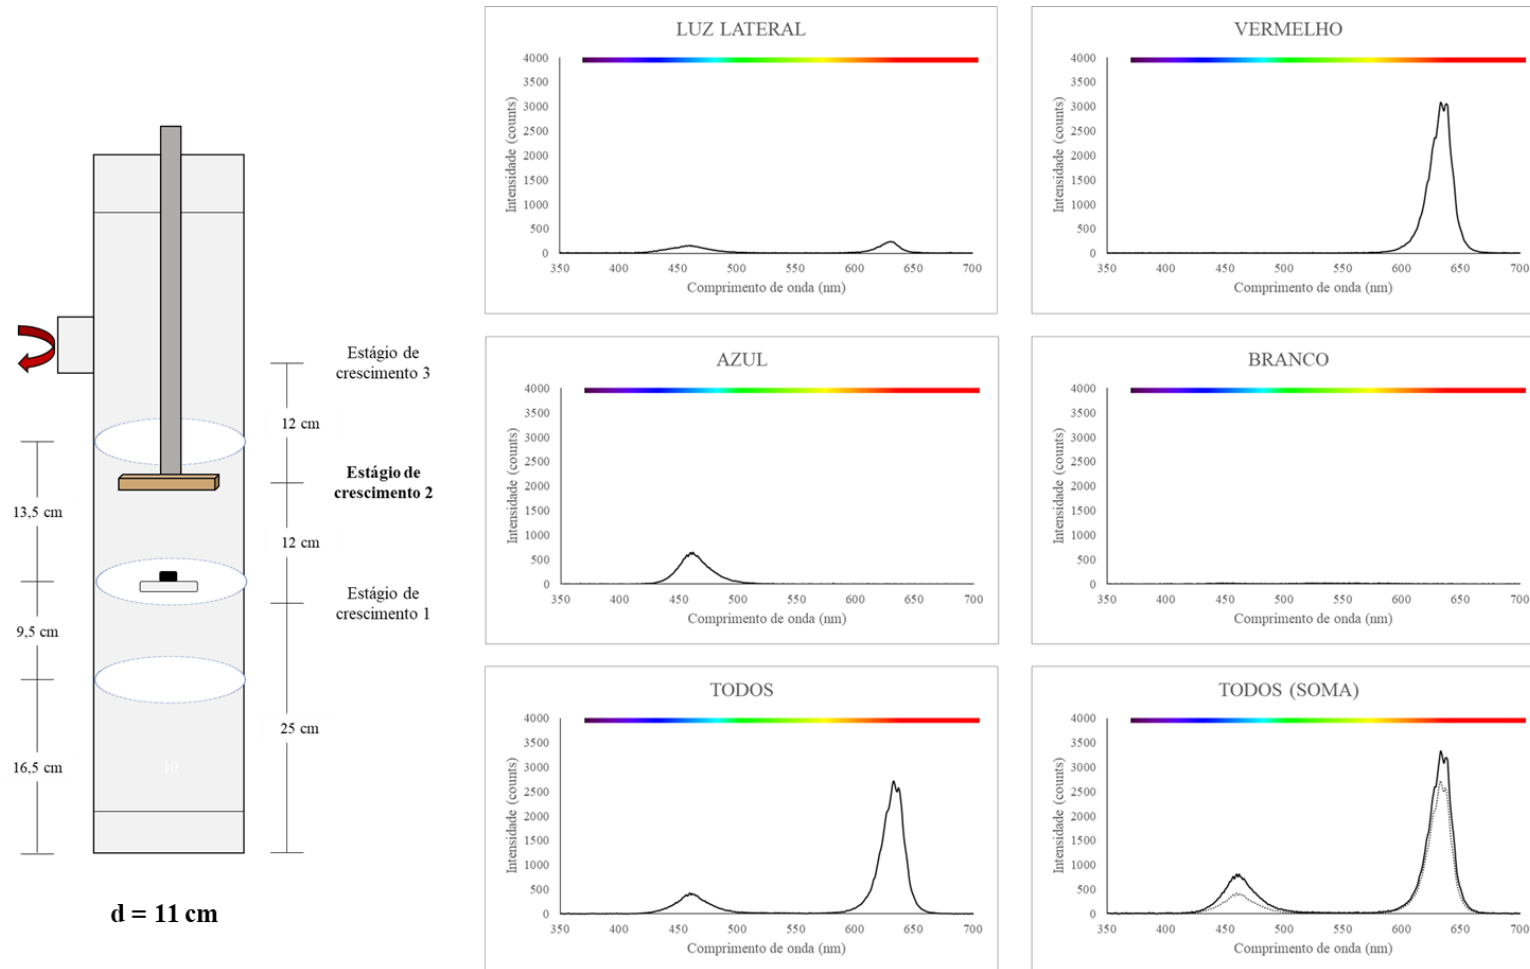 Estágio de
crescimento 3
12 cm
Estágio de
crescimento 2
13,5 cm
12 cm
Estágio de
crescimento 1
9,5 cm
25 cm
16,5 cm
10
d = 11 cm
LUZ LATERAL
Intensidade (counts)
4000
3500
3000
2500
2000
1500
1000
500
0
350 400 450 500 550 600 650 700
Comprimento de onda (nm)
VERMELHO
Intensidade (counts)
4000
3500
3000
2500
2000
1500
1000
500
0
350 400 450 500 550 600 650 700
Comprimento de onda (nm)
AZUL
Intensidade (counts)
4000
3500
3000
2500
2000
1500
1000
500
0
350 400 450 500 550 600 650 700
Comprimento de onda (nm)
BRANCO
Intensidade (counts)
4000
3500
3000
2500
2000
1500
1000
500
0
350 400 450 500 550 600 650 700
Comprimento de onda (nm)
TODOS
Intensidade (counts)
4000
3500
3000
2500
2000
1500
1000
500
0
350 400 450 500 550 600 650 700
Comprimento de onda (nm)
TODOS (SOMA)
Intensidade (counts)
4000
3500
3000
2500
2000
1500
1000
500
0
350 400 450 500 550 600 650 700
Comprimento de onda (nm)